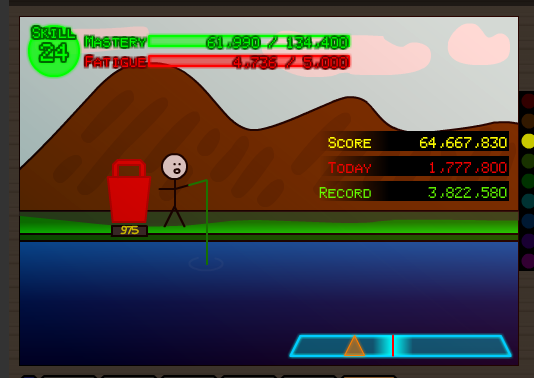 SKILL
24
MASTERY 61,890 / 134,400
FATIGUE 4,736 / 5,000
SCORE 64,667,830
TODAY 1,777,800
RECORD 3,822,580
975